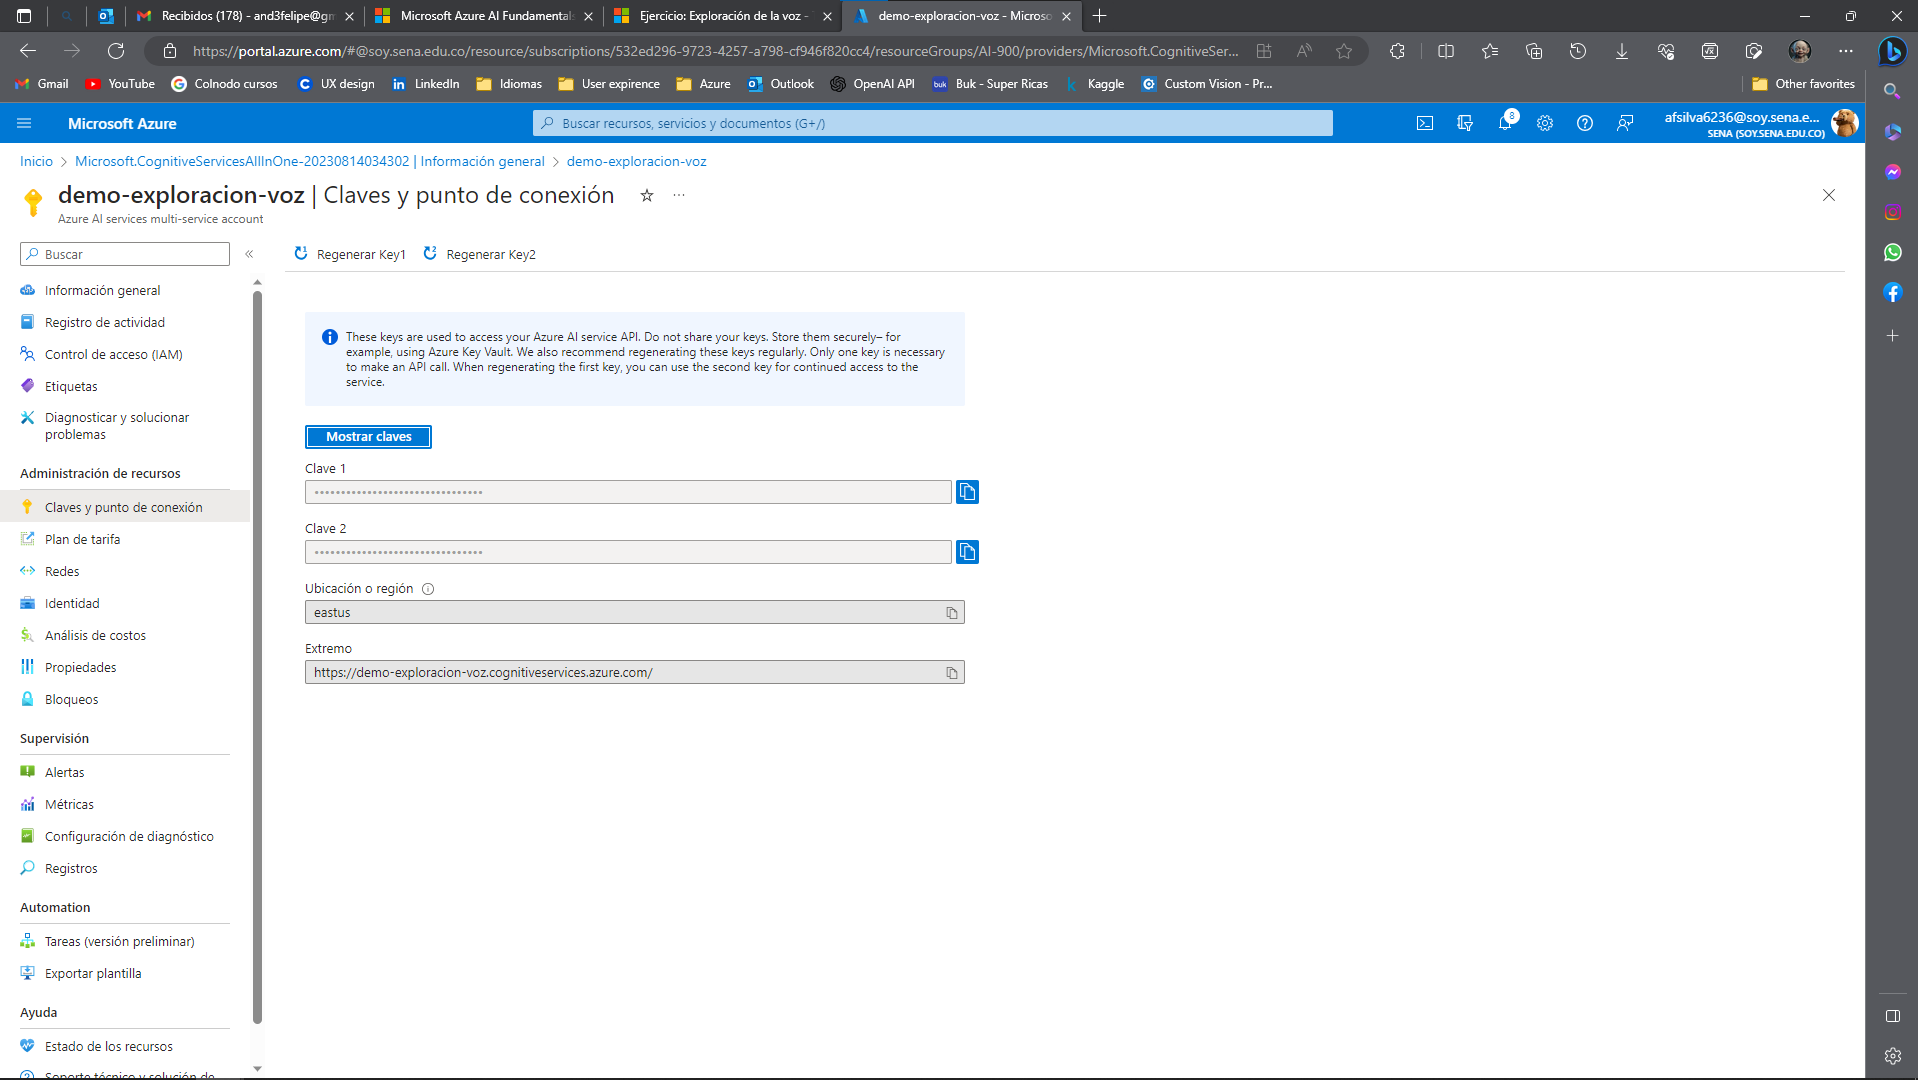 Recibidos (178) - and3felipe@gm
Microsoft Azure AI Fundamentals
Ejercicio: Exploración de la voz -
demo-exploracion-voz - Microso
https://portal.azure.com/#@soy.sena.edu.co/resource/subscriptions/532ed296-9723-4257-a798-cf946f820cc4/resourceGroups/AI-900/providers/Microsoft.CognitiveSer...
Gmail
YouTube
Colnodo cursos
UX design
LinkedIn
Idiomas
User expirence
Azure
Outlook
OpenAI API
buk
Buk - Super Ricas
Kaggle
Custom Vision - Pr...
Other favorites
Microsoft Azure
Buscar recursos, servicios y documentos (G+/)
8
afsilva6236@soy.sena.e...
SENA (SOY.SENA.EDU.CO)
Inicio > Microsoft.CognitiveServicesAllInOne-20230814034302 | Información general > demo-exploracion-voz
demo-exploracion-voz | Claves y punto de conexión
Azure AI services multi-service account
Buscar
Regenerar Key1
Regenerar Key2
Información general
Registro de actividad
Control de acceso (IAM)
Etiquetas
Diagnosticar y solucionar
problemas
Administración de recursos
Claves y punto de conexión
Plan de tarifa
Redes
Identidad
Análisis de costos
Propiedades
Bloqueos
Supervisión
Alertas
Métricas
Configuración de diagnóstico
Registros
Automation
Tareas (versión preliminar)
Exportar plantilla
Ayuda
Estado de los recursos
Soporte técnico y solución de
These keys are used to access your Azure AI service API. Do not share your keys. Store them securely– for
example, using Azure Key Vault. We also recommend regenerating these keys regularly. Only one key is necessary
to make an API call. When regenerating the first key, you can use the second key for continued access to the
service.
Mostrar claves
Clave 1
Clave 2
Ubicación o región
eastus
Extremo
https://demo-exploracion-voz.cognitiveservices.azure.com/